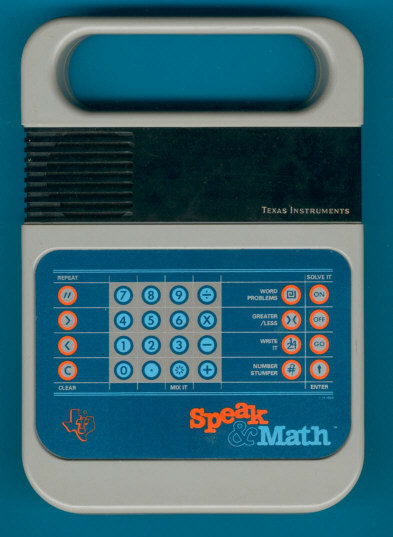 TEXAS INSTRUMENTS
REPEAT
SOLVE IT
7 8 9 ÷
WORD
PROBLEMS
ON
> 4 5 6 X
GREATER
/LESS
OFF
< 1 2 3 −
WRITE
IT
GO
C 0 . +
NUMBER
STUMPER
#
CLEAR
MIX IT
ENTER
Speak
& Math